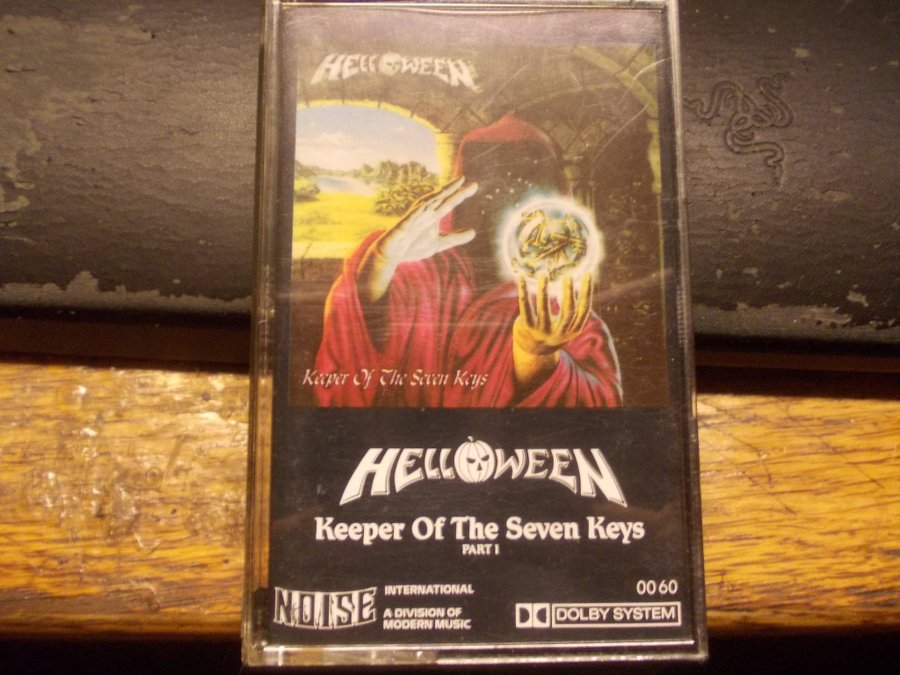 HELLOWEEN
Keeper Of The Seven Keys
HELLOWEEN
Keeper Of The Seven Keys
PART I
NOISE INTERNATIONAL
A DIVISION OF
MODERN MUSIC
00 60
DOLBY SYSTEM